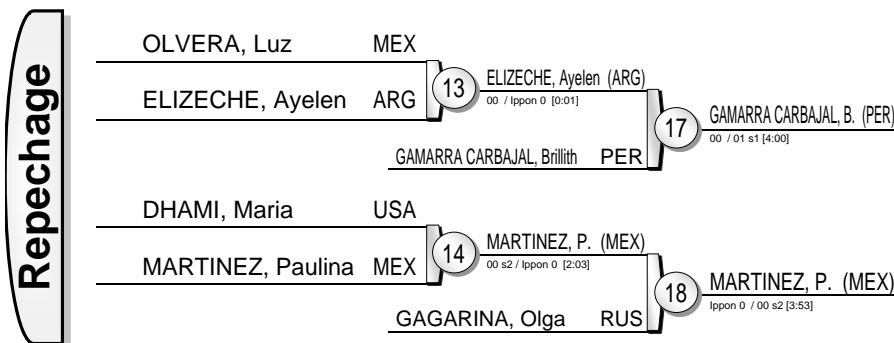 Repechage
OLVERA, Luz MEX
ELIZECHE, Ayelen ARG
13
ELIZECHE, Ayelen (ARG)
00 / Ippon 0 [0:01]
GAMARRA CARBAJAL, Brillith PER
17
GAMARRA CARBAJAL, B. (PER)
00 / 01 s1 [4:00]
DHAMI, Maria USA
MARTINEZ, Paulina MEX
14
MARTINEZ, P. (MEX)
00 s2 / Ippon 0 [2:03]
GAGARINA, Olga RUS
18
MARTINEZ, P. (MEX)
Ippon 0 / 00 s2 [3:53]